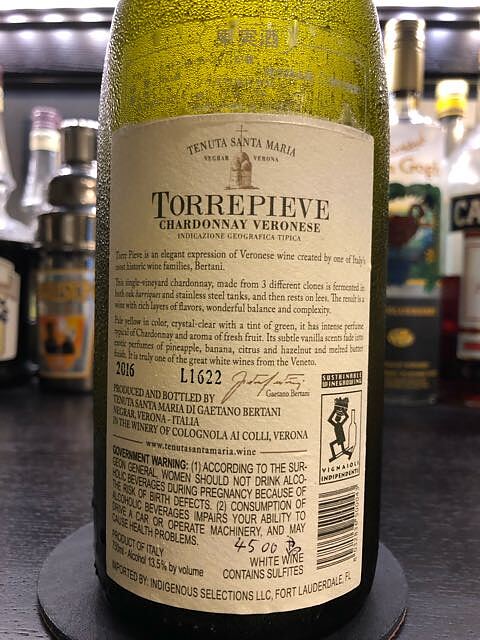 TENUTA SANTA MARIA
NEGRAR VERONA
TORREPIEVE
CHARDONNAY VERONESE
INDICAZIONE GEOGRAFICA TIPICA
Torre Pieve is an elegant expression of Veronese wine created by one of Italy's
most historic wine families, Bertani.
This single-vineyard chardonnay, made from 3 different clones is fermented in
both oak barriques and stainless steel tanks, and then rests on lees. The result is a
wine with rich layers of flavors, wonderful balance and complexity.
Pair yellow in color, crystal-clear with a tint of green, it has intense perfume
typical of Chardonnay and aroma of fresh fruit. Its subtle vanilla scents fade into
exotic perfumes of pineapple, banana, citrus and hazelnut and melted butter
finish. It is truly one of the great white wines from the Veneto.
2016 L1622
Gaetano Bertani
PRODUCED AND BOTTLED BY
TENUTA SANTA MARIA DI GAETANO BERTANI
NEGRAR, VERONA - ITALIA
IN THE WINERY OF COLOGNOLA AI COLLI, VERONA
www.tenutasantamaria.wine
SUSTAINABLE
WINEGROWING
VIGNAIOLI
INDIPENDENTI
GOVERNMENT WARNING: (1) ACCORDING TO THE SUR-
GEON GENERAL, WOMEN SHOULD NOT DRINK ALCO-
HOLIC BEVERAGES DURING PREGNANCY BECAUSE OF
THE RISK OF BIRTH DEFECTS. (2) CONSUMPTION OF
ALCOHOLIC BEVERAGES IMPAIRS YOUR ABILITY TO
DRIVE A CAR OR OPERATE MACHINERY, AND MAY
CAUSE HEALTH PROBLEMS.
4500
PRODUCT OF ITALY WHITE WINE
750ml - Alcohol 13.5% by volume CONTAINS SULFITES
IMPORTED BY: INDIGENOUS SELECTIONS LLC, FORT LAUDERDALE, FL